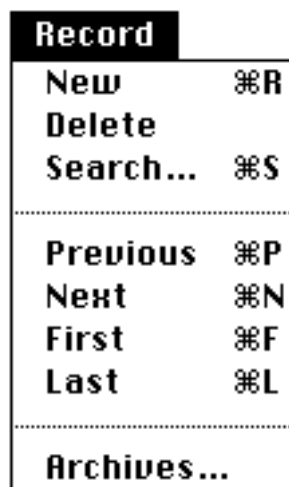 Record
New ⌘R
Delete
Search... ⌘S
Previous ⌘P
Next ⌘N
First ⌘F
Last ⌘L
Archives...